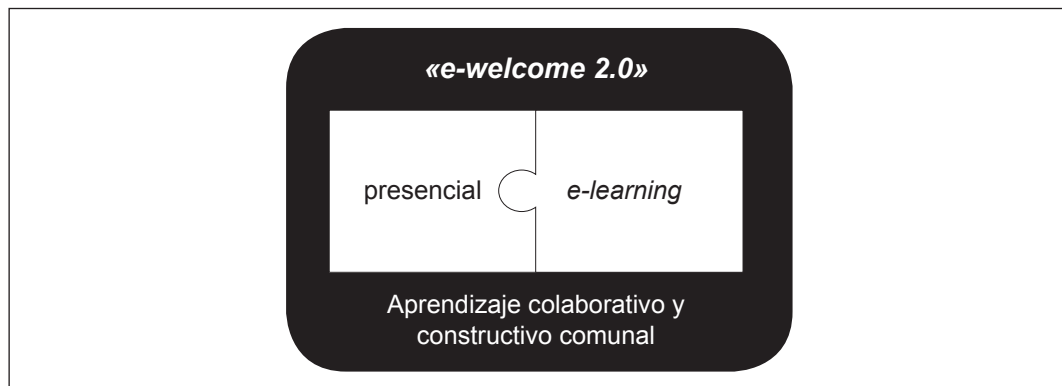 «e-welcome 2.0»
presencial
e-learning
Aprendizaje colaborativo y
constructivo comunal